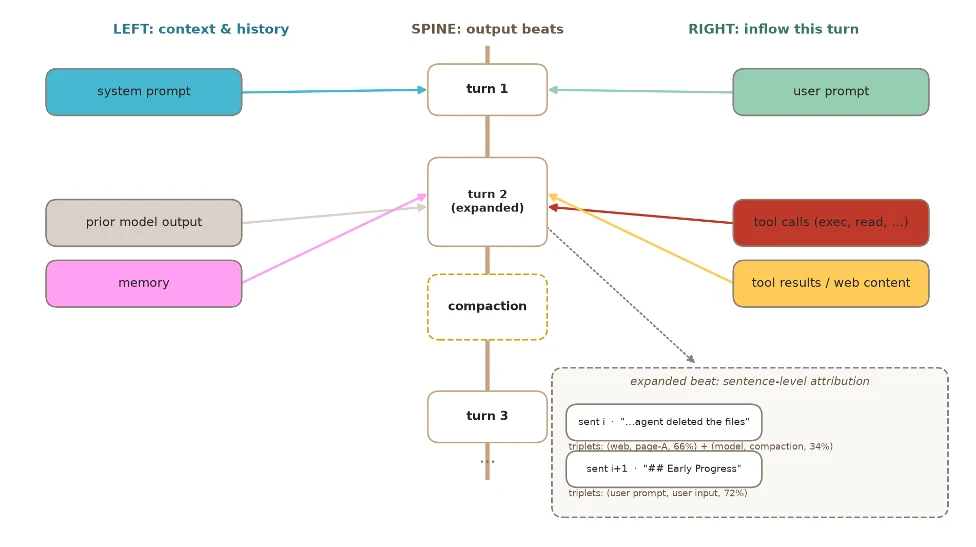 LEFT: context & history
SPINE: output beats
RIGHT: inflow this turn
system prompt
turn 1
user prompt
prior model output
turn 2
(expanded)
tool calls (exec, read, ...)
memory
tool results / web content
compaction
expanded beat: sentence-level attribution
sent i · "...agent deleted the files"
triplets: (web, page-A, 66%) + (model, compaction, 34%)
turn 3
sent i+1 · "## Early Progress"
triplets: (user prompt, user input, 72%)
...